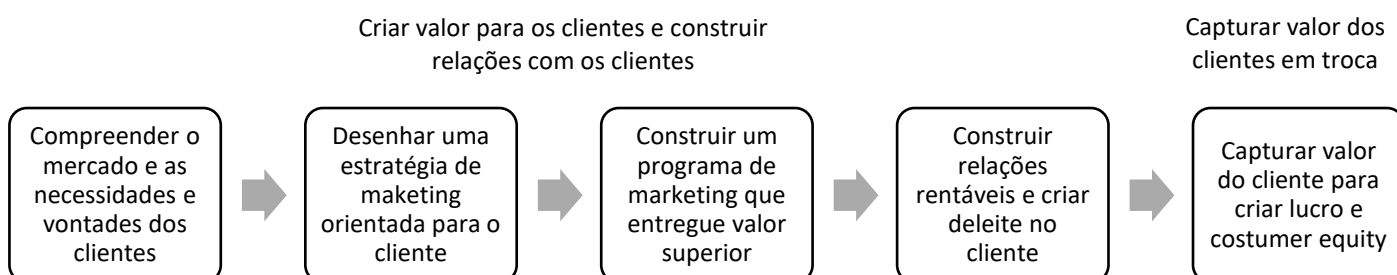 Criar valor para os clientes e construir
relações com os clientes
Capturar valor dos
clientes em troca
Compreender o
mercado e as
necessidades e
vontades dos
clientes
Desenhar uma
estratégia de
maketing
orientada para o
cliente
Construir um
programa de
marketing que
entregue valor
superior
Construir
relações
rentáveis e criar
deleite no
cliente
Capturar valor
do cliente para
criar lucro e
costumer equity